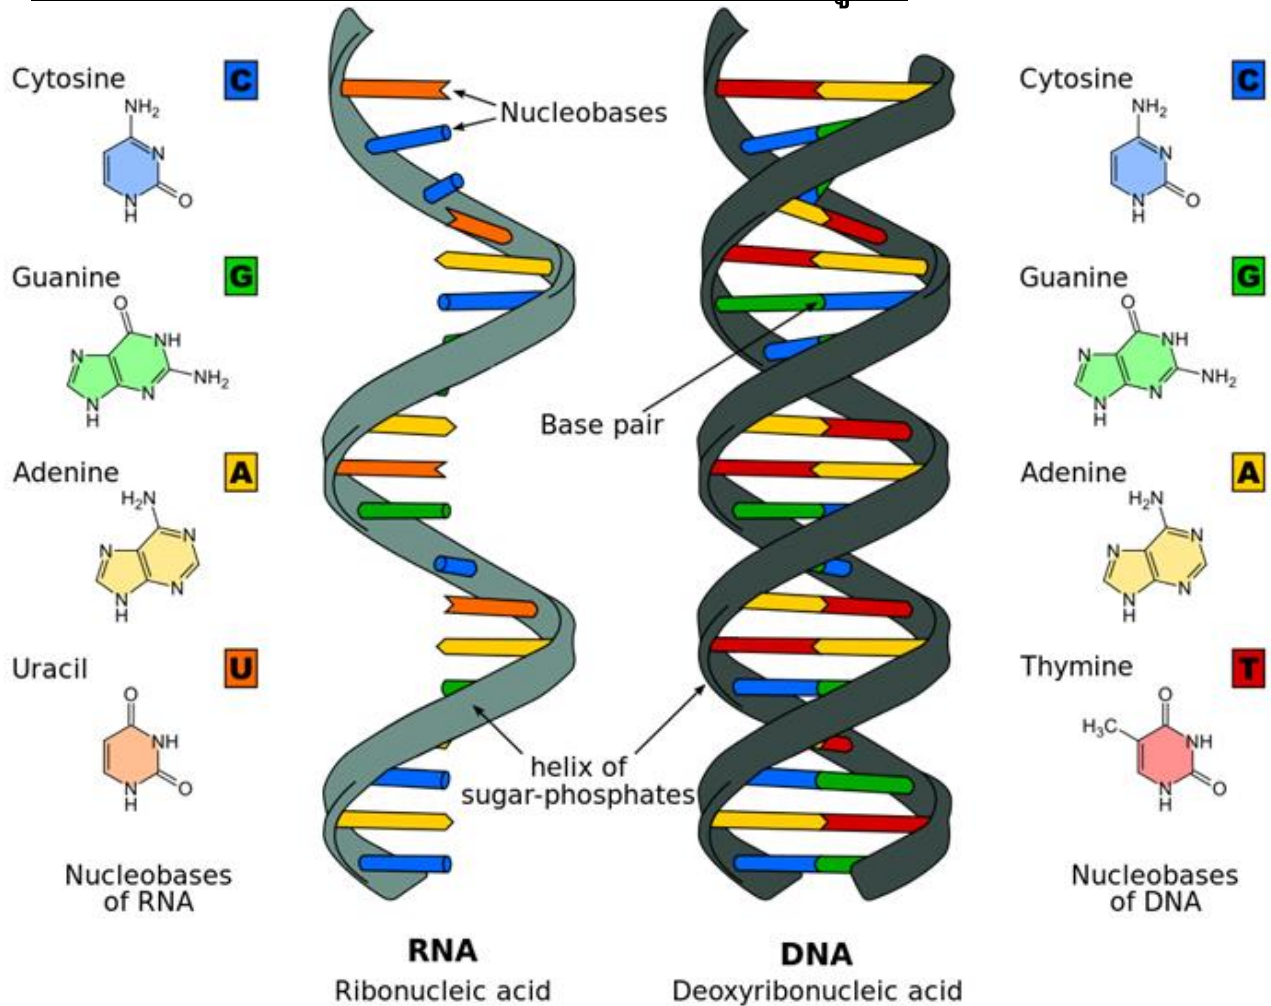 Cytosine
C
NH₂
N
N
H
O
Guanine
G
O
N
NH
N
H
N
NH₂
Adenine
A
H₂N
N
N
N
H
N
Uracil
U
O
NH
N
H
O
Nucleobases
of RNA
Nucleobases
Base pair
helix of
sugar-phosphates
RNA
Ribonucleic acid
DNA
Deoxyribonucleic acid
Cytosine
C
NH₂
N
N
H
O
Guanine
G
O
N
NH
N
H
N
NH₂
Adenine
A
H₂N
N
N
N
H
N
Thymine
T
O
H₃C
NH
N
H
O
Nucleobases
of DNA